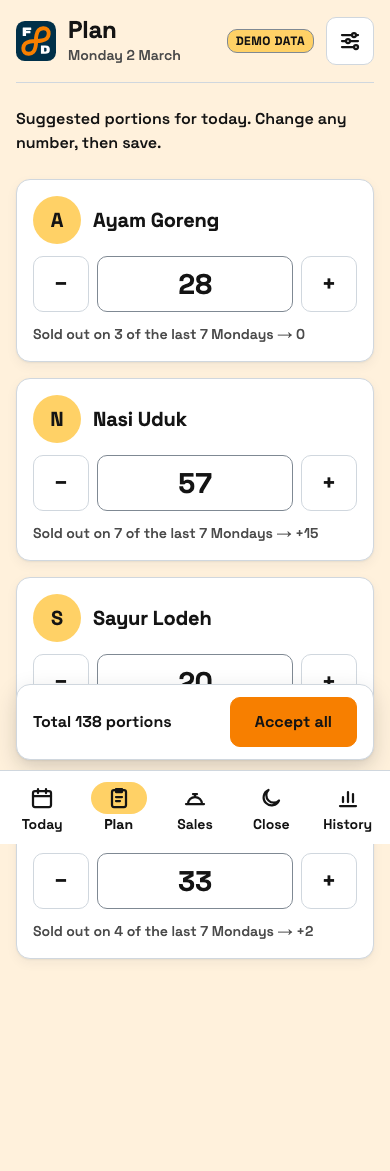 F
D
Plan
Monday 2 March
DEMO DATA
Suggested portions for today. Change any
number, then save.
A
Ayam Goreng
−
28
+
Sold out on 3 of the last 7 Mondays → 0
N
Nasi Uduk
−
57
+
Sold out on 7 of the last 7 Mondays → +15
S
Sayur Lodeh
−
20
+
Total 138 portions
Accept all
Today
Plan
Sales
Close
History
−
33
+
Sold out on 4 of the last 7 Mondays → +2